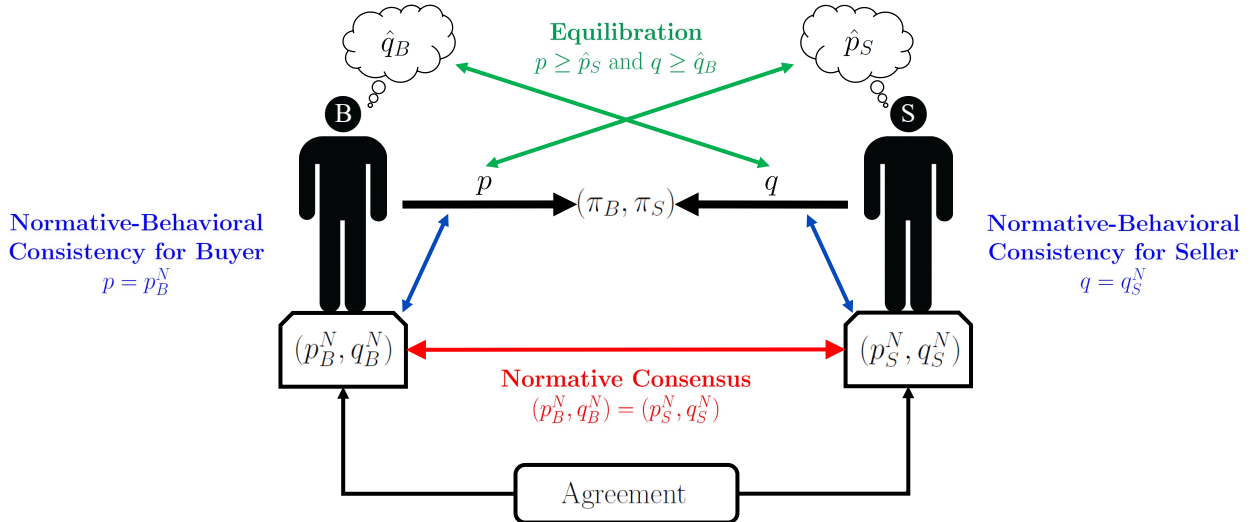 Equilibration
p ≥ p̂_S and q ≥ q̂_B
q̂_B
p̂_S
B
S
p
q
(π_B, π_S)
Normative-Behavioral
Consistency for Buyer
p = p_B^N
Normative-Behavioral
Consistency for Seller
q = q_S^N
(p_B^N, q_B^N)
(p_S^N, q_S^N)
Normative Consensus
(p_B^N, q_B^N) = (p_S^N, q_S^N)
Agreement